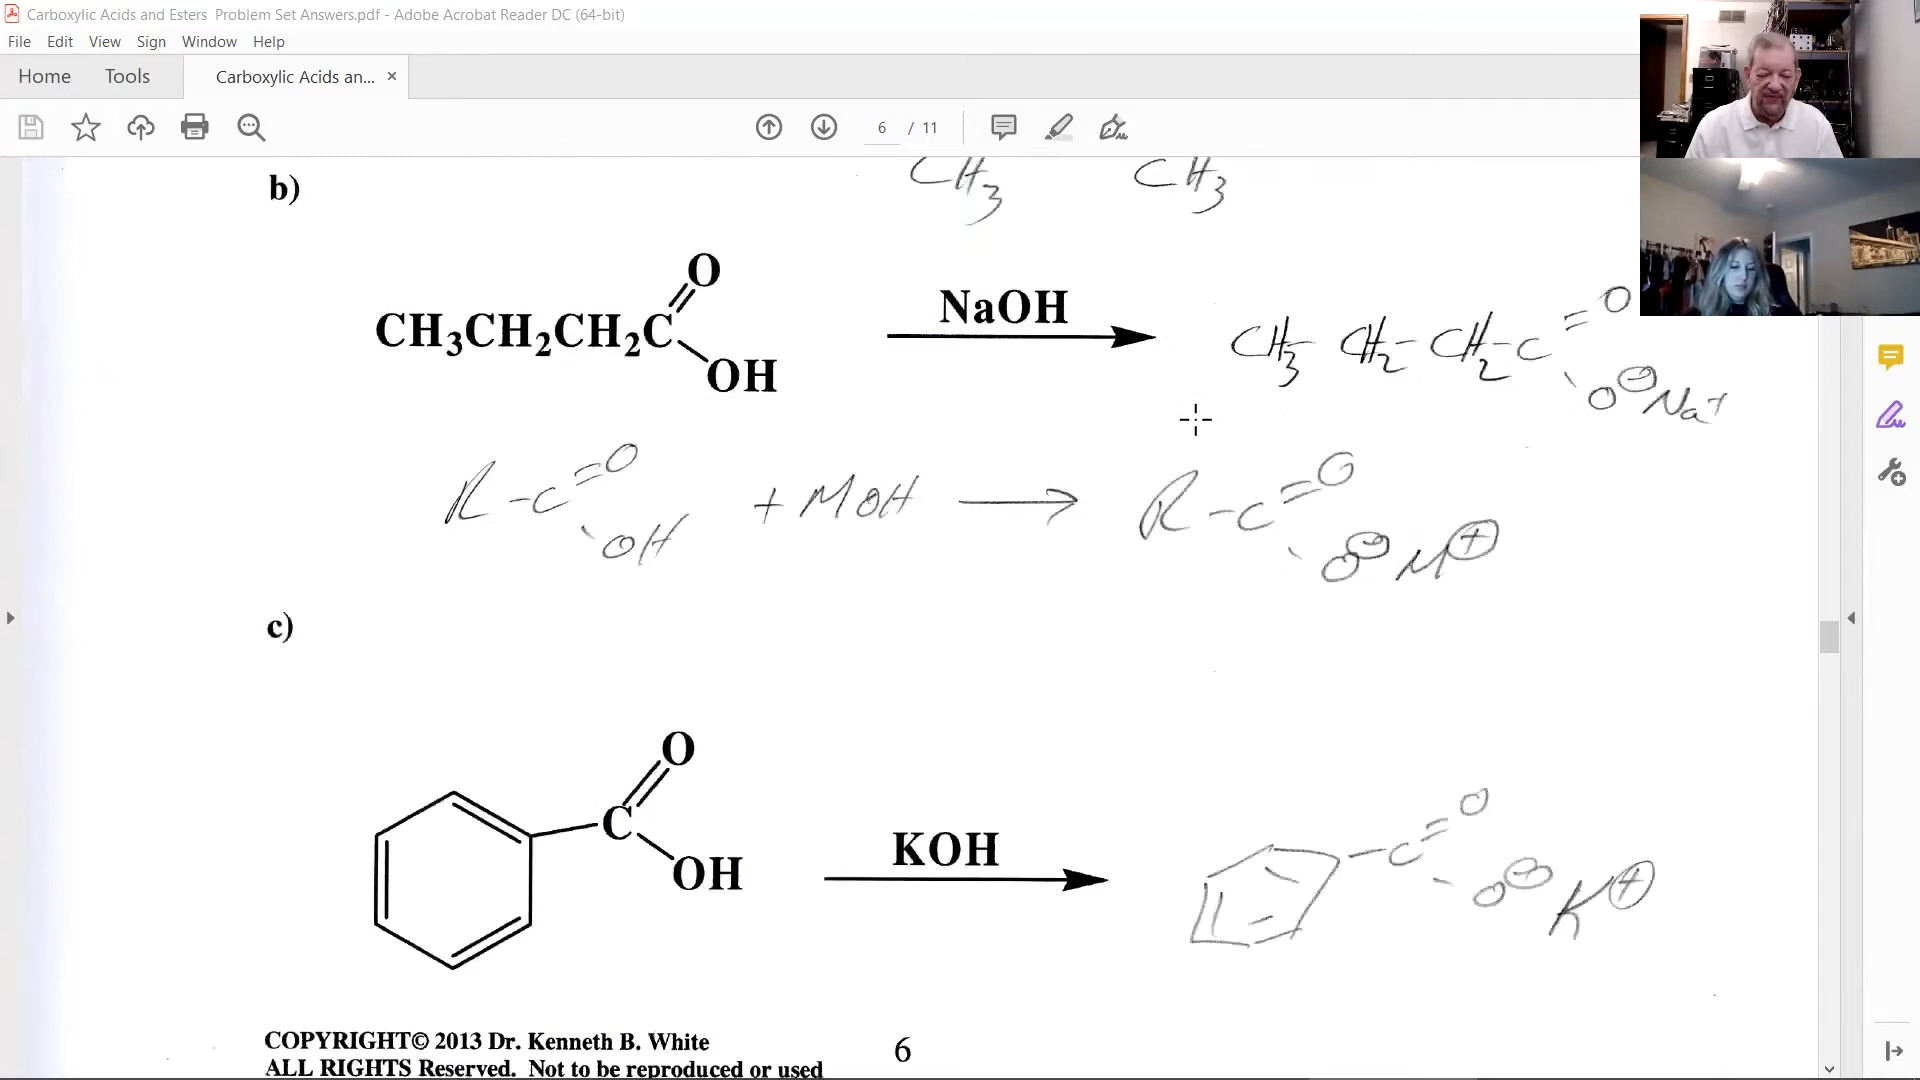 Carboxylic Acids and Esters  Problem Set Answers.pdf - Adobe Acrobat Reader DC (64-bit)
File Edit View Sign Window Help
Home Tools Carboxylic Acids an... ×
6 / 11
CH3 CH3
b)
O
CH3CH2CH2C
OH
NaOH
CH3-CH2-CH2-C=O
O⊖Na+
R-C=O
OH
+ MOH → R-C=O
O⊖M⊕
c)
O
C
OH
KOH
-C=O
O⊖K⊕
COPYRIGHT© 2013 Dr. Kenneth B. White
6
ALL RIGHTS Reserved.  Not to be reproduced or used